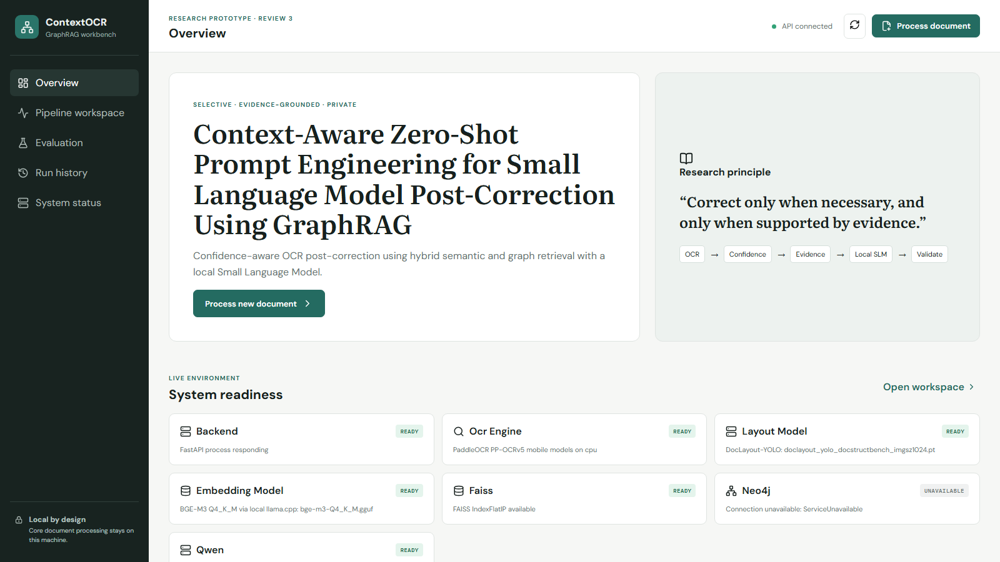 ContextOCR
GraphRAG workbench
Overview
Pipeline workspace
Evaluation
Run history
System status
Local by design
Core document processing stays on
this machine.
RESEARCH PROTOTYPE · REVIEW 3
Overview
API connected
Process document
SELECTIVE · EVIDENCE-GROUNDED · PRIVATE
Context-Aware Zero-Shot
Prompt Engineering for Small
Language Model Post-Correction
Using GraphRAG
Confidence-aware OCR post-correction using hybrid semantic and graph retrieval with a
local Small Language Model.
Process new document
Research principle
“Correct only when necessary, and
only when supported by evidence.”
OCR → Confidence → Evidence → Local SLM → Validate
LIVE ENVIRONMENT
System readiness
Open workspace
Backend READY
FastAPI process responding
Ocr Engine READY
PaddleOCR PP-OCRv5 mobile models on cpu
Layout Model READY
DocLayout-YOLO: doclayout_yolo_docstructbench_imgsz1024.pt
Embedding Model READY
BGE-M3 Q4_K_M via local llama.cpp: bge-m3-Q4_K_M.gguf
Faiss READY
FAISS IndexFlatIP available
Neo4j UNAVAILABLE
Connection unavailable: ServiceUnavailable
Qwen READY